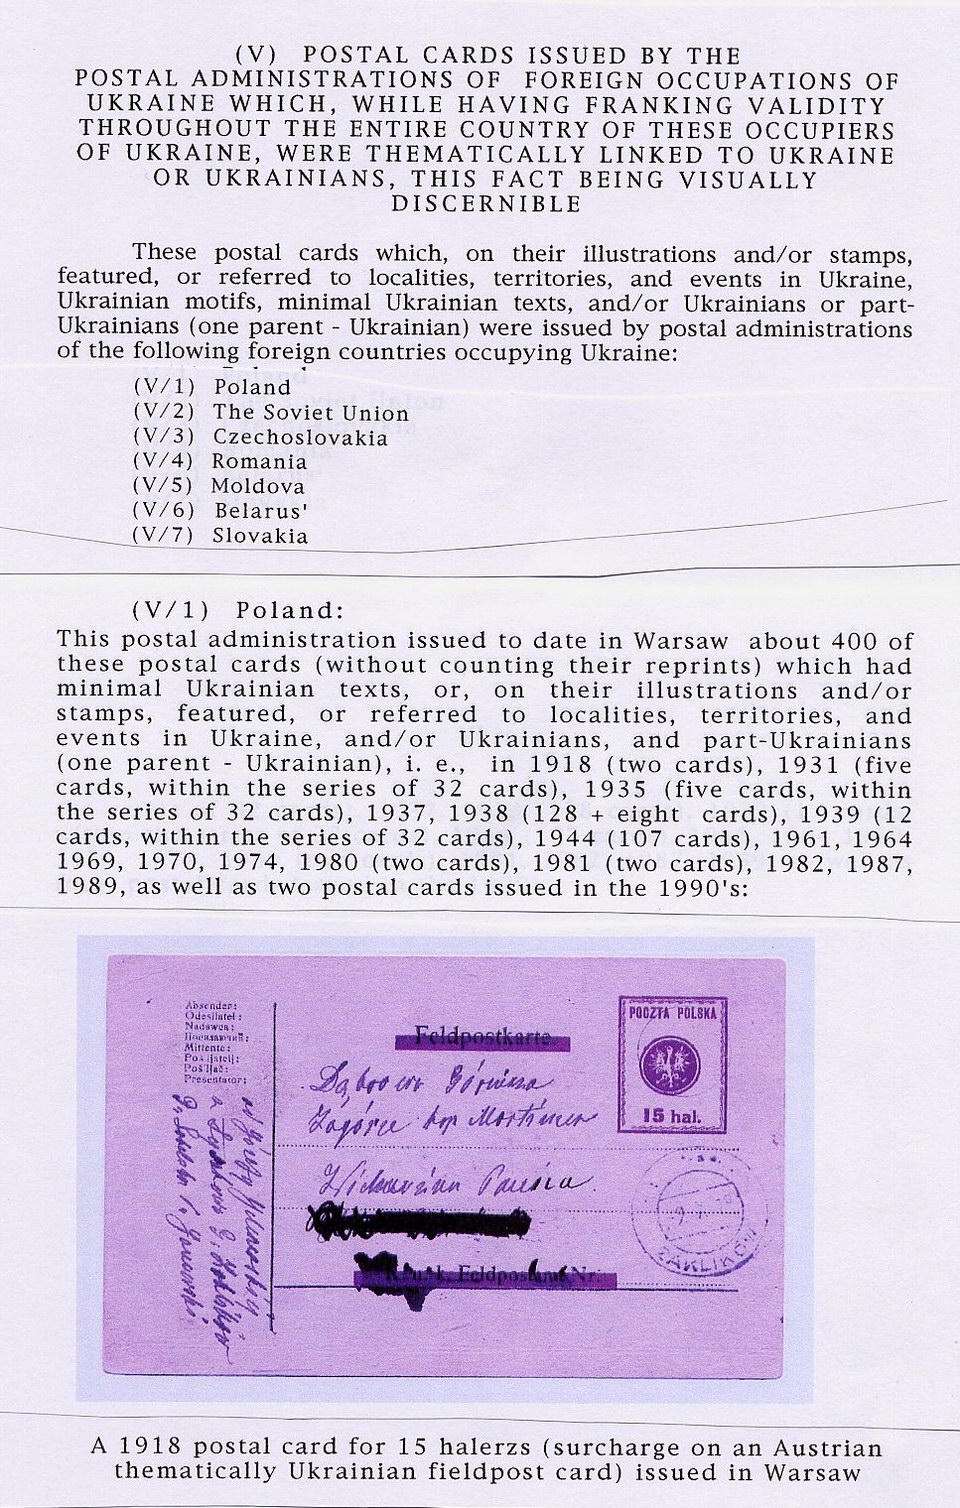 (V) POSTAL CARDS ISSUED BY THE
POSTAL ADMINISTRATIONS OF FOREIGN OCCUPATIONS OF
UKRAINE WHICH, WHILE HAVING FRANKING VALIDITY
THROUGHOUT THE ENTIRE COUNTRY OF THESE OCCUPIERS
OF UKRAINE, WERE THEMATICALLY LINKED TO UKRAINE
OR UKRAINIANS, THIS FACT BEING VISUALLY
DISCERNIBLE
These postal cards which, on their illustrations and/or stamps,
featured, or referred to localities, territories, and events in Ukraine,
Ukrainian motifs, minimal Ukrainian texts, and/or Ukrainians or part-
Ukrainians (one parent - Ukrainian) were issued by postal administrations
of the following foreign countries occupying Ukraine:
(V/1) Poland
(V/2) The Soviet Union
(V/3) Czechoslovakia
(V/4) Romania
(V/5) Moldova
(V/6) Belarus'
(V/7) Slovakia
(V/1) Poland:
This postal administration issued to date in Warsaw about 400 of
these postal cards (without counting their reprints) which had
minimal Ukrainian texts, or, on their illustrations and/or
stamps, featured, or referred to localities, territories, and
events in Ukraine, and/or Ukrainians, and part-Ukrainians
(one parent - Ukrainian), i. e., in 1918 (two cards), 1931 (five
cards, within the series of 32 cards), 1935 (five cards, within
the series of 32 cards), 1937, 1938 (128 + eight cards), 1939 (12
cards, within the series of 32 cards), 1944 (107 cards), 1961, 1964
1969, 1970, 1974, 1980 (two cards), 1981 (two cards), 1982, 1987,
1989, as well as two postal cards issued in the 1990's:
Absender:
Odesílatel:
Nadawca:
Mittente:
Pošiljatelj:
Presentator:
Feldpostkarte.
POCZTA POLSKA
15 hal.
Zagórze
ZAKLIKÓW
K. u. k. Feldpostamt Nr.
A 1918 postal card for 15 halerzs (surcharge on an Austrian
thematically Ukrainian fieldpost card) issued in Warsaw